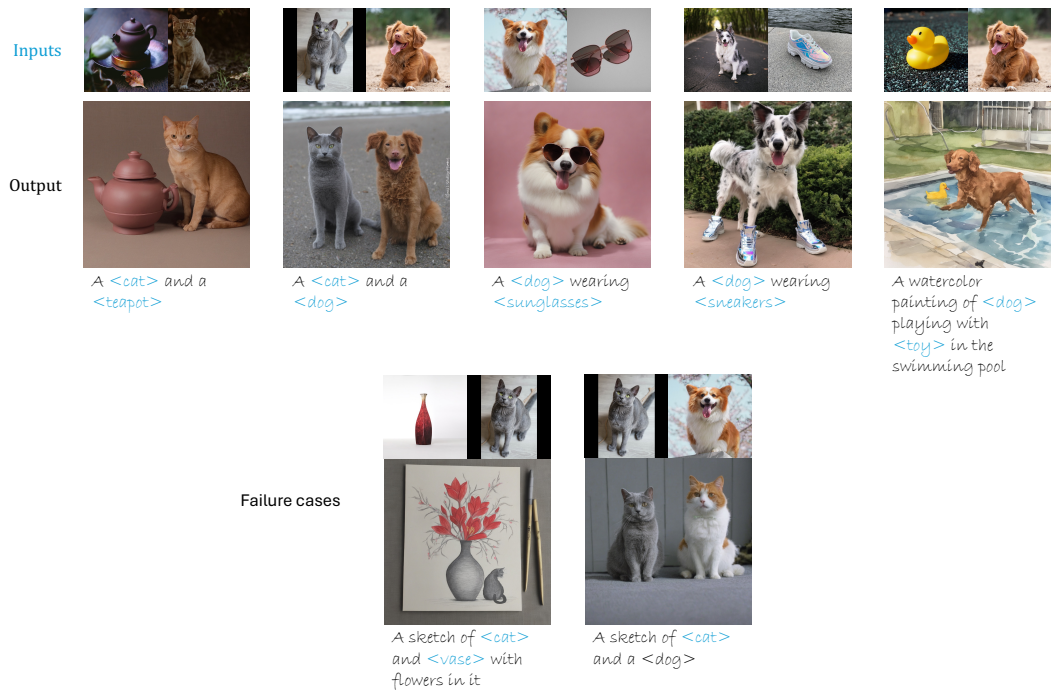 Inputs
Output
A <cat> and a
<teapot>
A <cat> and a
<dog>
A <dog> wearing
<sunglasses>
A <dog> wearing
<sneakers>
A watercolor
painting of <dog>
playing with
<toy> in the
swimming pool
Failure cases
A sketch of <cat>
and <vase> with
flowers in it
A sketch of <cat>
and a <dog>